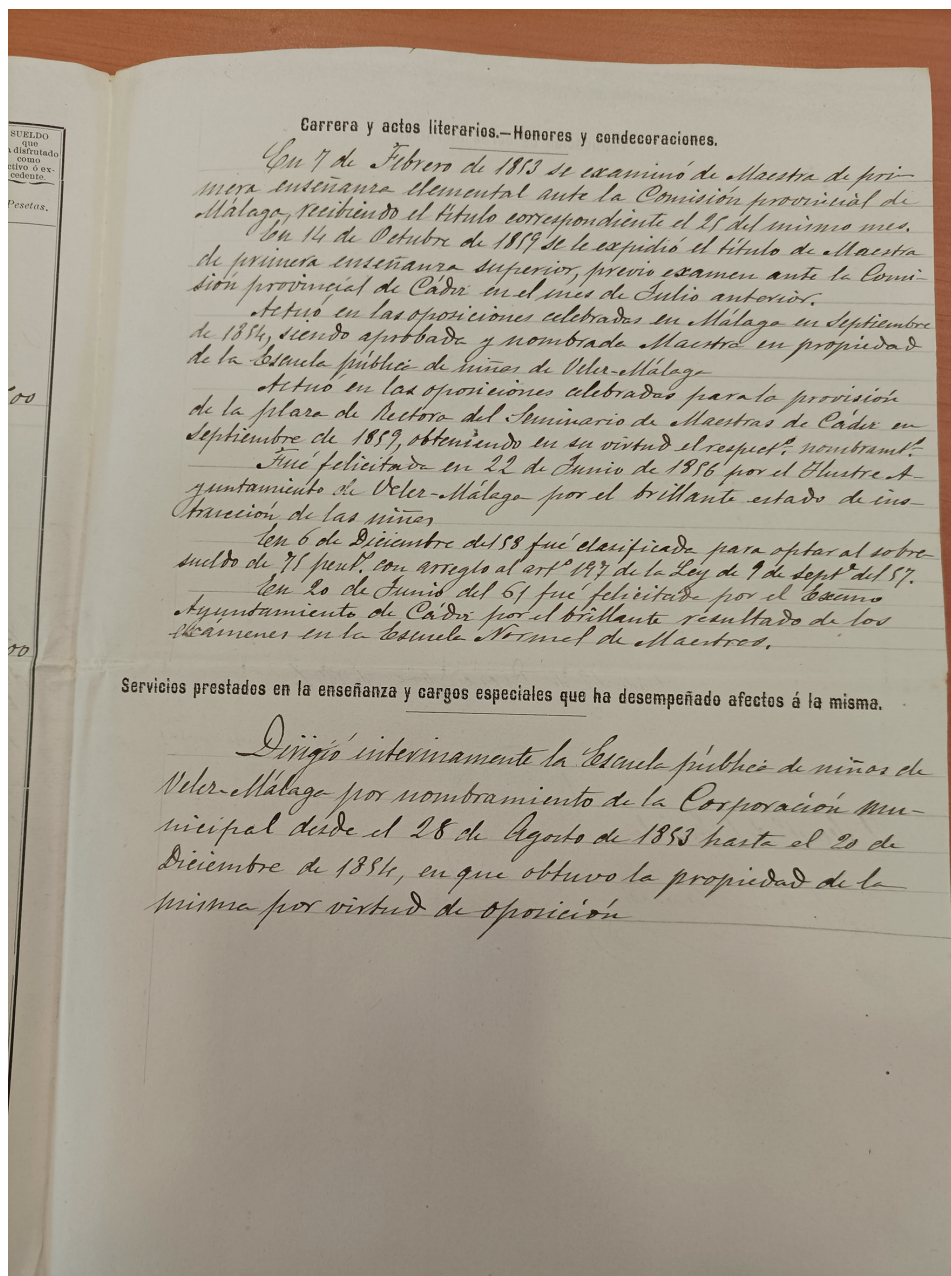 SUELDO
que
a disfrutado
como
ctivo ó ex-
cedente.
Pesetas.
00
00
Carrera y actos literarios.—Honores y condecoraciones.
En 7 de Febrero de 1853 se examinó de Maestra de pri-
mera enseñanza elemental ante la Comisión provincial de
Málaga, recibiendo el título correspondiente el 25 del mismo mes.
En 14 de Octubre de 1859 se le expidió el título de Maestra
de primera enseñanza superior, previo examen ante la Comi-
sión provincial de Cádiz en el mes de Julio anterior.
Actuó en las oposiciones celebradas en Málaga en Septiembre
de 1854, siendo aprobada y nombrada Maestra en propiedad
de la Escuela pública de niñas de Velez-Málaga
Actuó en las oposiciones celebradas para la provisión
de la plaza de Rectora del Seminario de Maestras de Cádiz en
Septiembre de 1859, obteniendo en su virtud el respect.º nombramt.º
Fué felicitada en 22 de Junio de 1856 por el Ilustre A-
yuntamiento de Velez-Málaga por el brillante estado de ins-
trucción de las niñas
En 6 de Diciembre del 58 fué clasificada para optar al sobre-
sueldo de 75 pent.s con arreglo al art.º 197 de la Ley de 9 de sept.e del 57.
En 20 de Junio del 61 fué felicitada por el Excmo
Ayuntamiento de Cádiz por el brillante resultado de los
exámenes en la Escuela Normal de Maestras.
Servicios prestados en la enseñanza y cargos especiales que ha desempeñado afectos á la misma.
Dirigió interinamente la Escuela pública de niñas de
Velez-Málaga por nombramiento de la Corporación mu-
nicipal desde el 28 de Agosto de 1853 hasta el 20 de
Diciembre de 1854, en que obtuvo la propiedad de la
misma por virtud de oposición